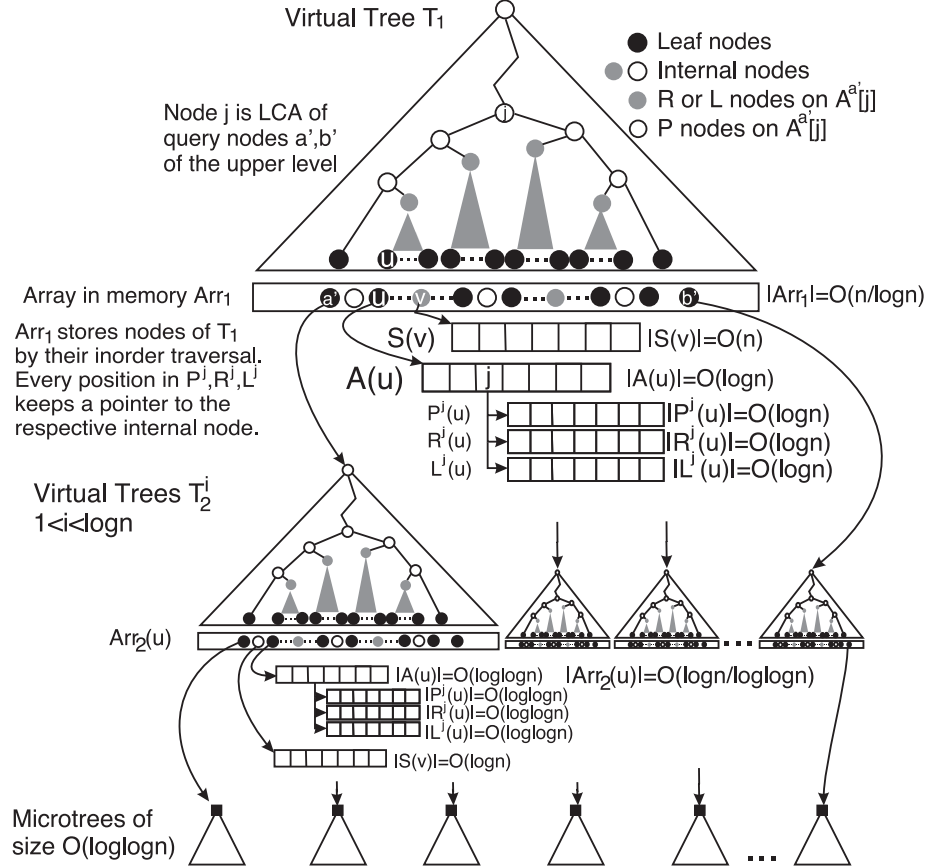 Virtual Tree T₁
Leaf nodes
Internal nodes
R or L nodes on Aᵃ'[j]
P nodes on Aᵃ'[j]
Node j is LCA of
query nodes a',b'
of the upper level
j
u
Array in memory Arr₁
a' u v b'
|Arr₁|=O(n/logn)
Arr₁ stores nodes of T₁
by their inorder traversal.
Every position in Pʲ,Rʲ,Lʲ
keeps a pointer to the
respective internal node.
S(v)
|S(v)|=O(n)
A(u)
j
|A(u)|=O(logn)
Pʲ(u)
|Pʲ(u)|=O(logn)
Rʲ(u)
|Rʲ(u)|=O(logn)
Lʲ(u)
|Lʲ(u)|=O(logn)
Virtual Trees T₂ⁱ
1<i<logn
Arr₂(u)
|Arr₂(u)|=O(logn/loglogn)
|A(u)|=O(loglogn)
|Pʲ(u)|=O(loglogn)
|Rʲ(u)|=O(loglogn)
|Lʲ(u)|=O(loglogn)
|S(v)|=O(logn)
Microtrees of
size O(loglogn)